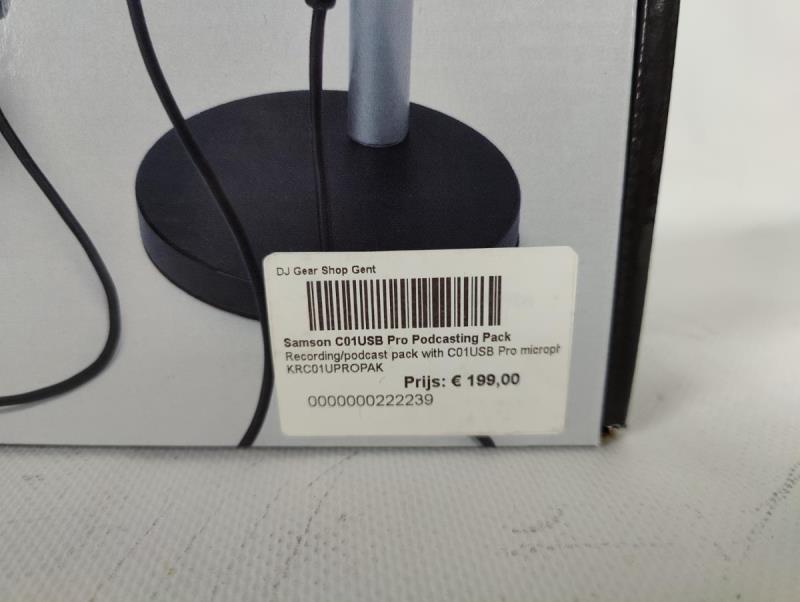 DJ Gear Shop Gent
Samson C01USB Pro Podcasting Pack
Recording/podcast pack with C01USB Pro microph
KRC01UPROPAK
Prijs: € 199,00
0000000222239